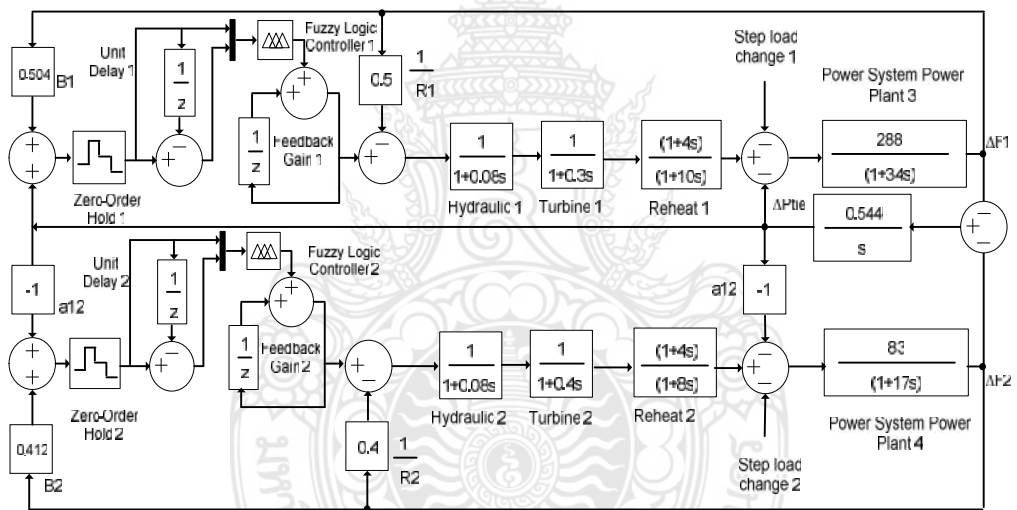 0.504
B1
Unit
Delay 1
1
z
Fuzzy Logic
Controller 1
1
z
Feedback
Gain 1
0.5
1
R1
Zero-Order
Hold 1
1
1+0.08s
Hydraulic 1
1
1+0.3s
Turbine 1
(1+4s)
(1+10s)
Reheat 1
Step load
change 1
Power System Power
Plant 3
288
(1+34s)
ΔF1
ΔPtie
0.544
s
-1
a12
Unit
Delay 2
1
z
Fuzzy Logic
Controller 2
1
z
Feedback
Gain 2
Zero-Order
Hold 2
0.412
B2
0.4
1
R2
1
1+0.08s
Hydraulic 2
1
1+0.4s
Turbine 2
(1+4s)
(1+8s)
Reheat 2
a12
-1
Step load
change 2
83
(1+17s)
ΔF2
Power System Power
Plant 4